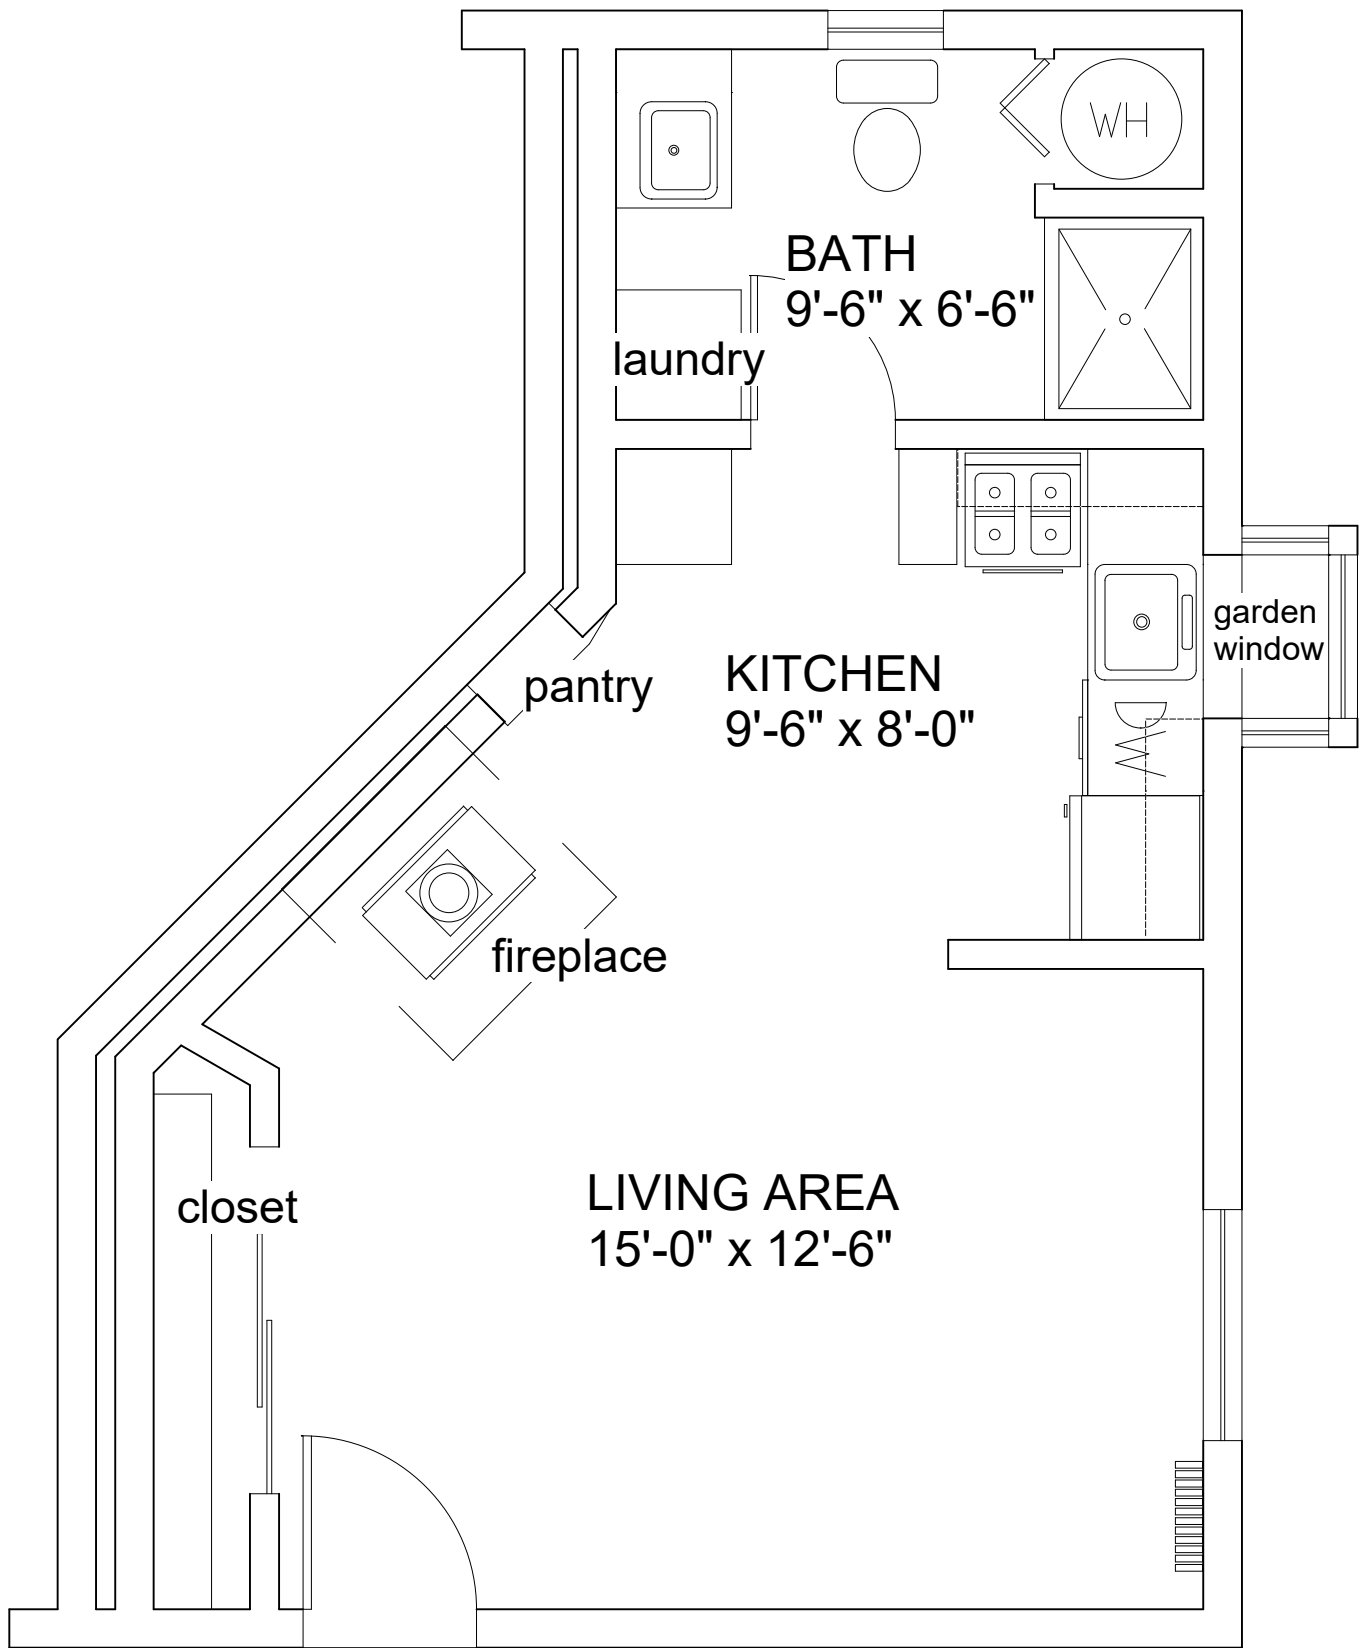 WH
BATH
9'-6" x 6'-6"
laundry
garden
window
pantry
KITCHEN
9'-6" x 8'-0"
fireplace
closet
LIVING AREA
15'-0" x 12'-6"